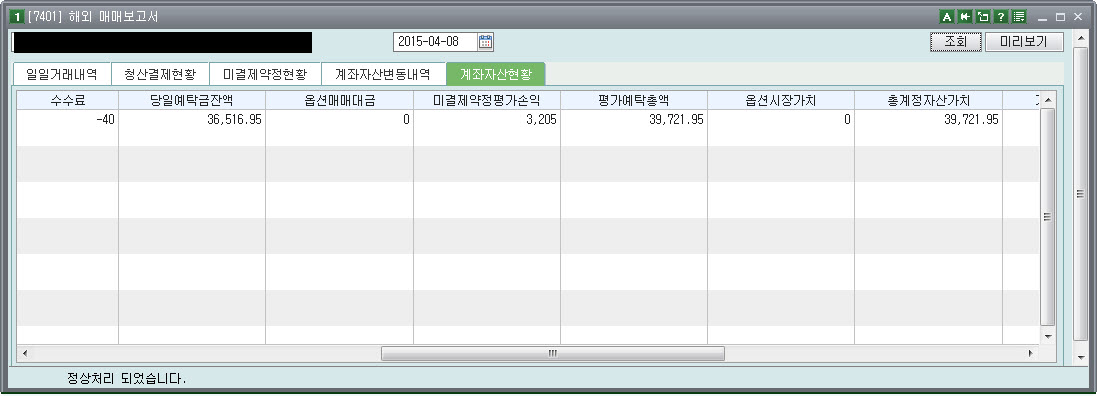 1 [7401] 해외 매매보고서 A ?
2015-04-08 조회 미리보기
일일거래내역 청산결제현황 미결제약정현황 계좌자산변동내역 계좌자산현황
수수료 당일예탁금잔액 옵션매매대금 미결제약정평가손익 평가예탁총액 옵션시장가치 총계정자산가치
-40 36,516.95 0 3,205 39,721.95 0 39,721.95
정상처리 되었습니다.